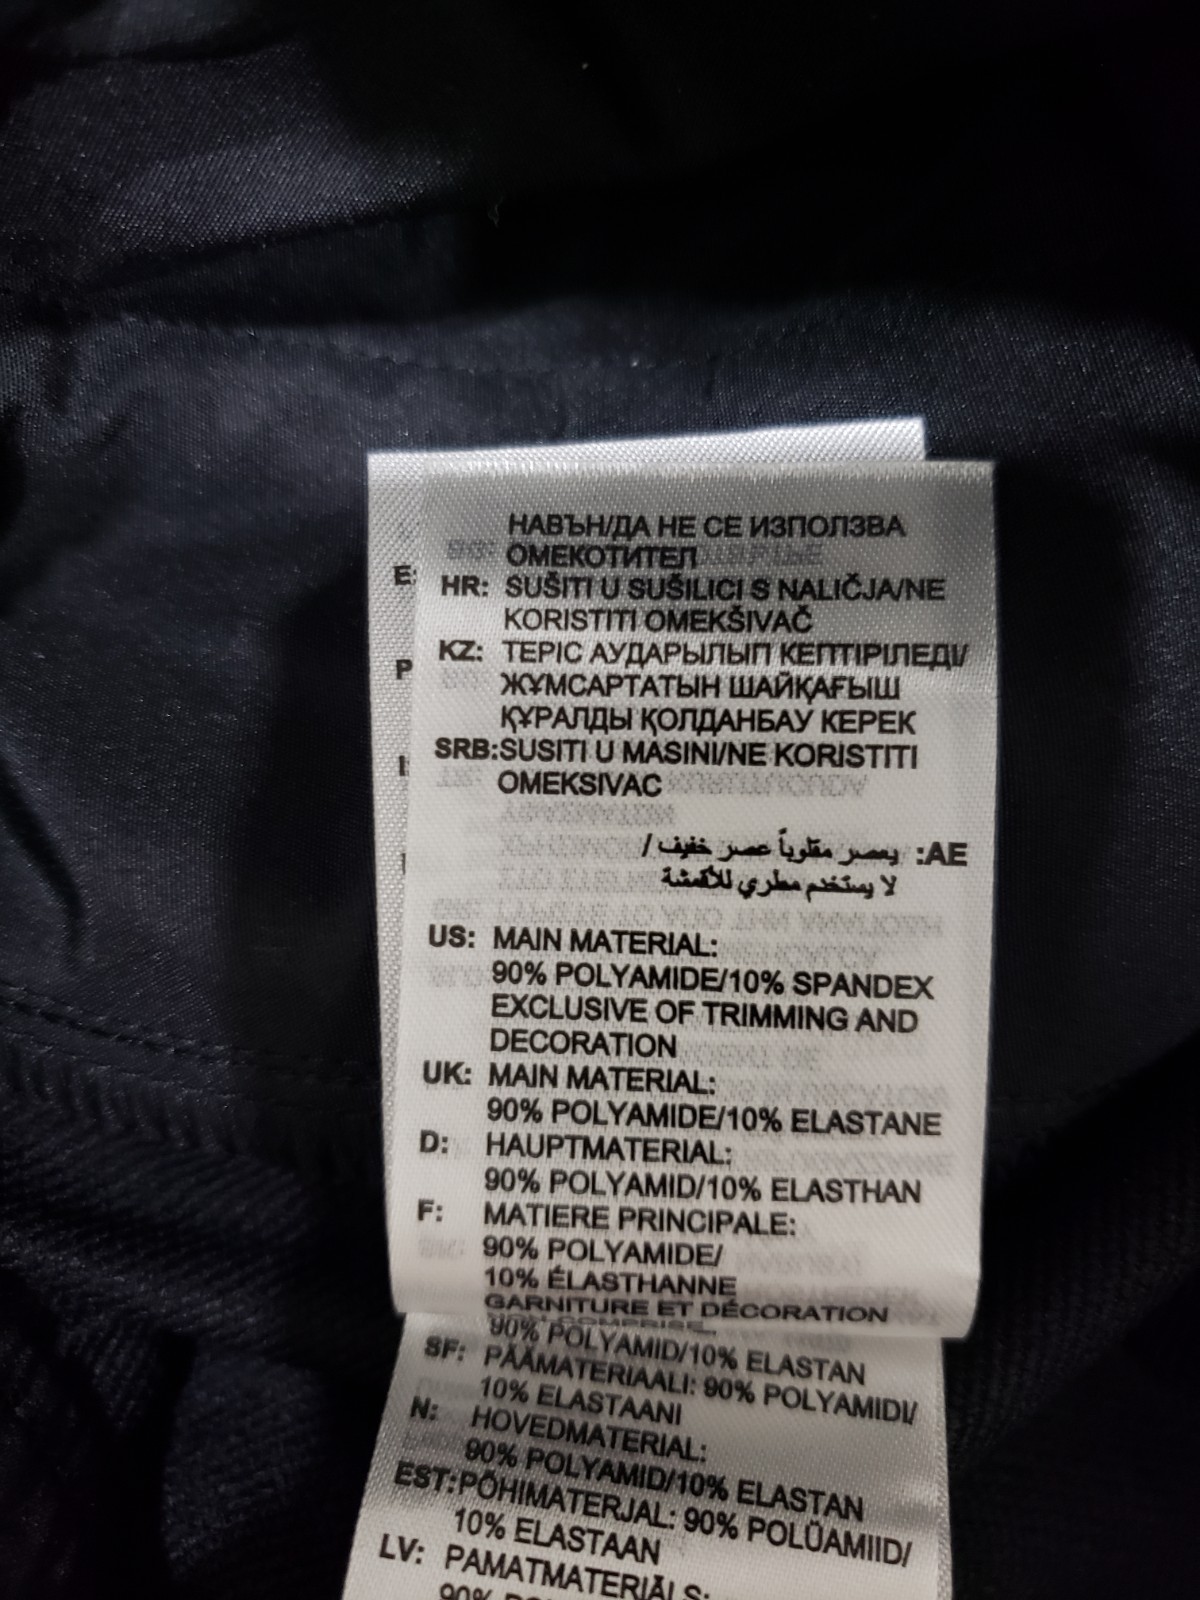 НАВЪН/ДА НЕ СЕ ИЗПОЛЗВА
ОМЕКОТИТЕЛ
HR: SUŠITI U SUŠILICI S NALIČJA/NE
KORISTITI OMEKŠIVAČ
KZ: ТЕРІС АУДАРЫЛЫП КЕПТІРІЛЕДІ/
ЖҰМСАРТАТЫН ШАЙҚАҒЫШ
ҚҰРАЛДЫ ҚОЛДАНБАУ КЕРЕК
SRB: SUSITI U MASINI/NE KORISTITI
OMEKSIVAC
AE: يعصر مقلوباً عصر خفيف /
لا يستخدم مطري للأقمشة
US: MAIN MATERIAL:
90% POLYAMIDE/10% SPANDEX
EXCLUSIVE OF TRIMMING AND
DECORATION
UK: MAIN MATERIAL:
90% POLYAMIDE/10% ELASTANE
D: HAUPTMATERIAL:
90% POLYAMID/10% ELASTHAN
F: MATIERE PRINCIPALE:
90% POLYAMIDE/
10% ÉLASTHANNE
GARNITURE ET DÉCORATION
90% POLYAMID/10% ELASTAN
SF: PÄÄMATERIAALI: 90% POLYAMIDI/
10% ELASTAANI
N: HOVEDMATERIAL:
90% POLYAMID/10% ELASTAN
EST: PÕHIMATERJAL: 90% POLÜAMIID/
10% ELASTAAN
LV: PAMATMATERIĀLS:
90%